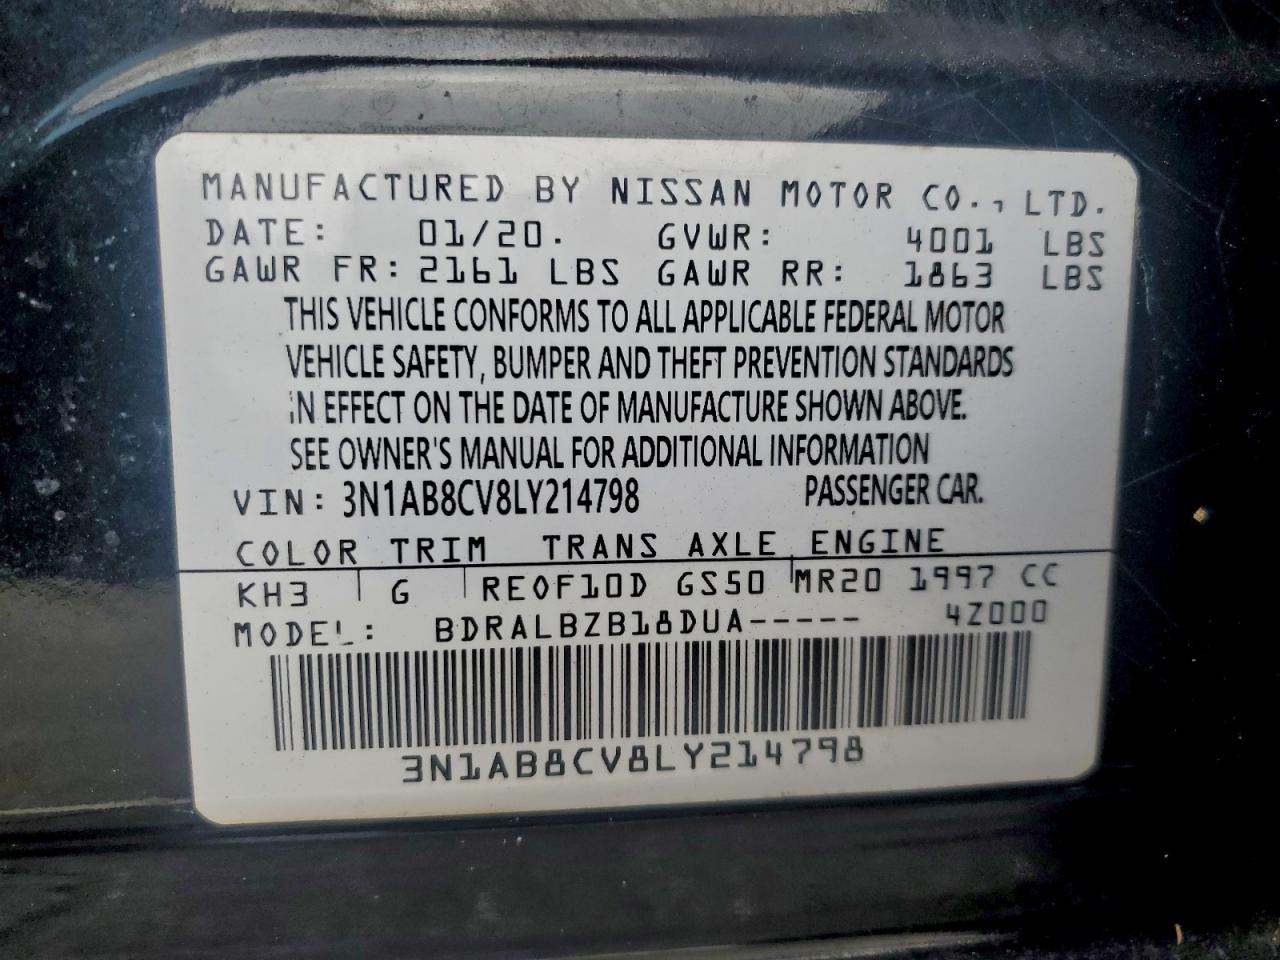 MANUFACTURED BY NISSAN MOTOR CO., LTD.
DATE: 01/20. GVWR: 4001 LBS
GAWR FR: 2161 LBS GAWR RR: 1863 LBS
THIS VEHICLE CONFORMS TO ALL APPLICABLE FEDERAL MOTOR
VEHICLE SAFETY, BUMPER AND THEFT PREVENTION STANDARDS
IN EFFECT ON THE DATE OF MANUFACTURE SHOWN ABOVE.
SEE OWNER'S MANUAL FOR ADDITIONAL INFORMATION
VIN: 3N1AB8CV8LY214798 PASSENGER CAR.
COLOR TRIM TRANS AXLE ENGINE
KH3 G RE0F10D GS50 MR20 1997 CC
MODEL: BDRALBZB18DUA----- 4Z000
3N1AB8CV8LY214798